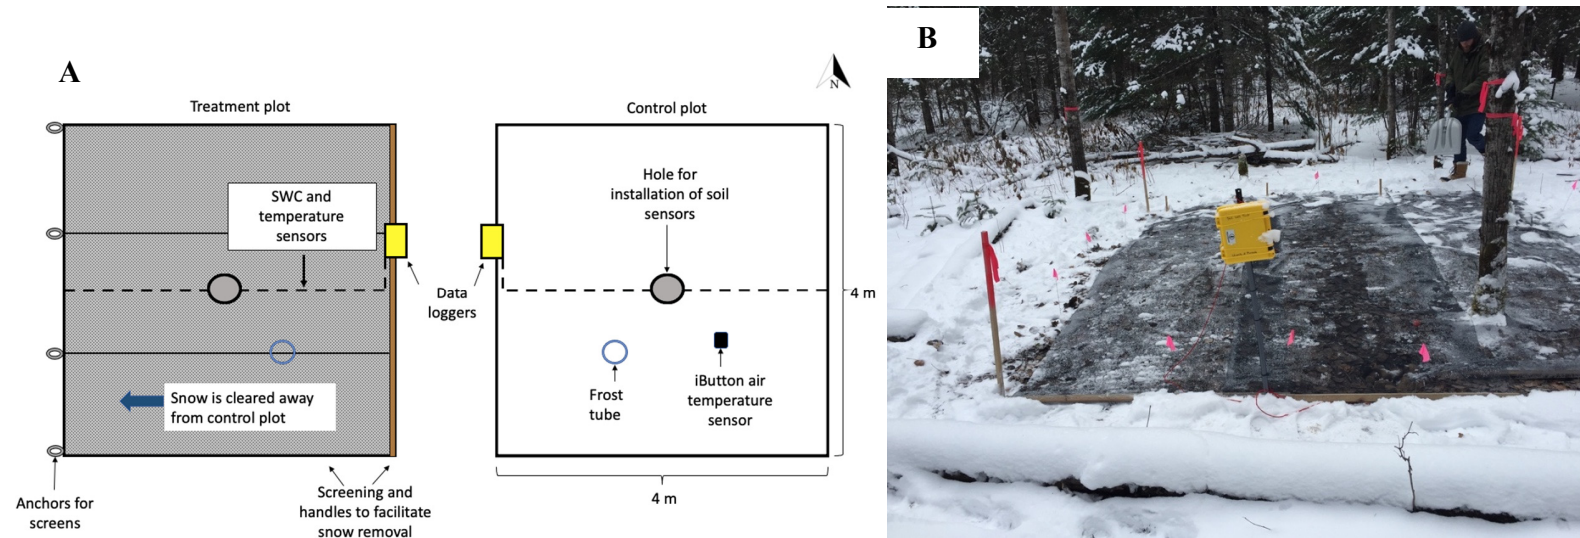 A
N
Treatment plot
Control plot
SWC and
temperature
sensors
Hole for
installation of soil
sensors
Data
loggers
4 m
Frost
tube
iButton air
temperature
sensor
Snow is cleared away
from control plot
Anchors for
screens
Screening and
handles to facilitate
snow removal
4 m
B